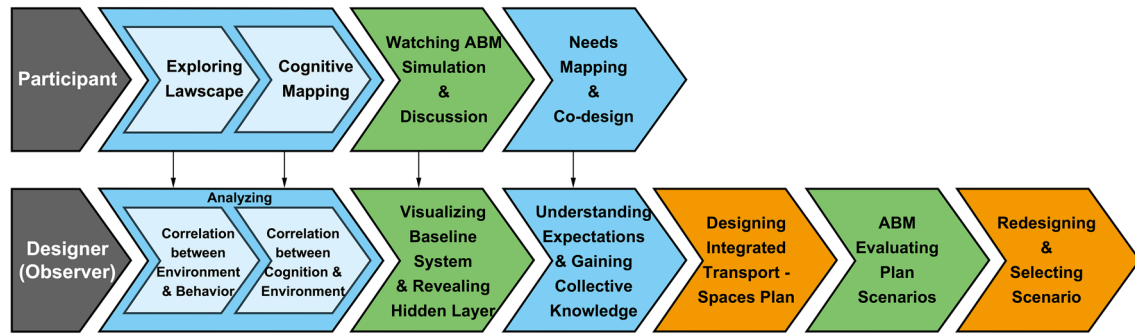 Participant
Exploring
Lawscape
Cognitive
Mapping
Watching ABM
Simulation
&
Discussion
Needs
Mapping
&
Co-design
Designer
(Observer)
Analyzing
Correlation
between
Environment
& Behavior
Correlation
between
Cognition &
Environment
Visualizing
Baseline
System
& Revealing
Hidden Layer
Understanding
Expectations
& Gaining
Collective
Knowledge
Designing
Integrated
Transport -
Spaces Plan
ABM
Evaluating
Plan
Scenarios
Redesigning
&
Selecting
Scenario